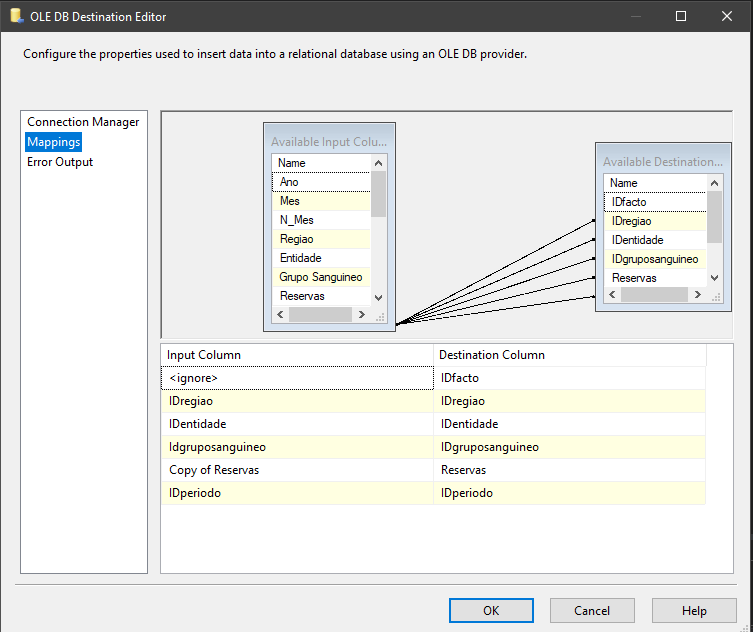 OLE DB Destination Editor
Configure the properties used to insert data into a relational database using an OLE DB provider.
Connection Manager
Mappings
Error Output
Available Input Colu...
Name
Ano
Mes
N_Mes
Regiao
Entidade
Grupo Sanguineo
Reservas
Available Destination...
Name
IDfacto
IDregiao
IDentidade
IDgruposanguineo
Reservas
Input Column Destination Column
<ignore> IDfacto
IDregiao IDregiao
IDentidade IDentidade
Idgruposanguineo IDgruposanguineo
Copy of Reservas Reservas
IDperiodo IDperiodo
OK Cancel Help